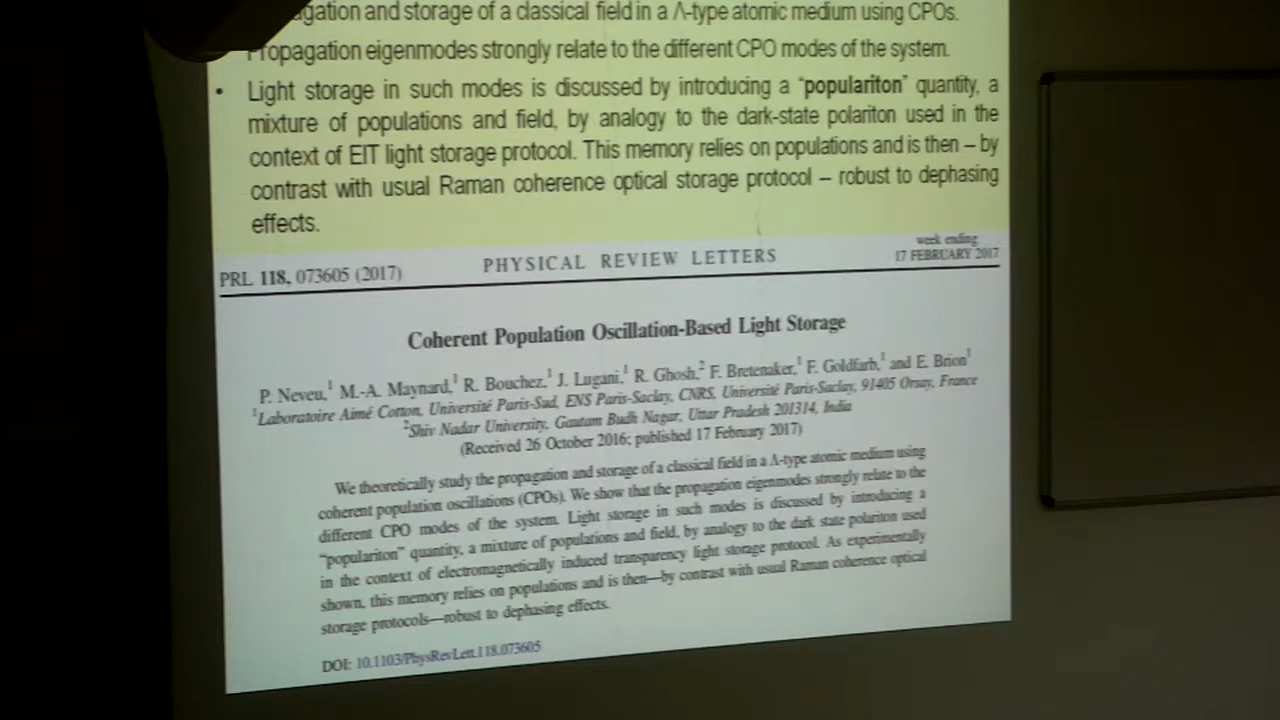 agation and storage of a classical field in a Λ-type atomic medium using CPOs.
Propagation eigenmodes strongly relate to the different CPO modes of the system.
• Light storage in such modes is discussed by introducing a "populariton" quantity, a
mixture of populations and field, by analogy to the dark-state polariton used in the
context of EIT light storage protocol. This memory relies on populations and is then – by
contrast with usual Raman coherence optical storage protocol – robust to dephasing
effects.
PRL 118, 073605 (2017) PHYSICAL REVIEW LETTERS week ending
17 FEBRUARY 2017
Coherent Population Oscillation-Based Light Storage
P. Neveu,¹ M.-A. Maynard,¹ R. Bouchez,¹ J. Lugani,¹ R. Ghosh,² F. Bretenaker,¹ F. Goldfarb,¹ and E. Brion¹
¹Laboratoire Aimé Cotton, Université Paris-Sud, ENS Paris-Saclay, CNRS, Université Paris-Saclay, 91405 Orsay, France
²Shiv Nadar University, Gautam Budh Nagar, Uttar Pradesh 201314, India
(Received 26 October 2016; published 17 February 2017)
We theoretically study the propagation and storage of a classical field in a Λ-type atomic medium using
coherent population oscillations (CPOs). We show that the propagation eigenmodes strongly relate to the
different CPO modes of the system. Light storage in such modes is discussed by introducing a
"populariton" quantity, a mixture of populations and field, by analogy to the dark state polariton used
in the context of electromagnetically induced transparency light storage protocol. As experimentally
shown, this memory relies on populations and is then—by contrast with usual Raman coherence optical
storage protocols—robust to dephasing effects.
DOI: 10.1103/PhysRevLett.118.073605